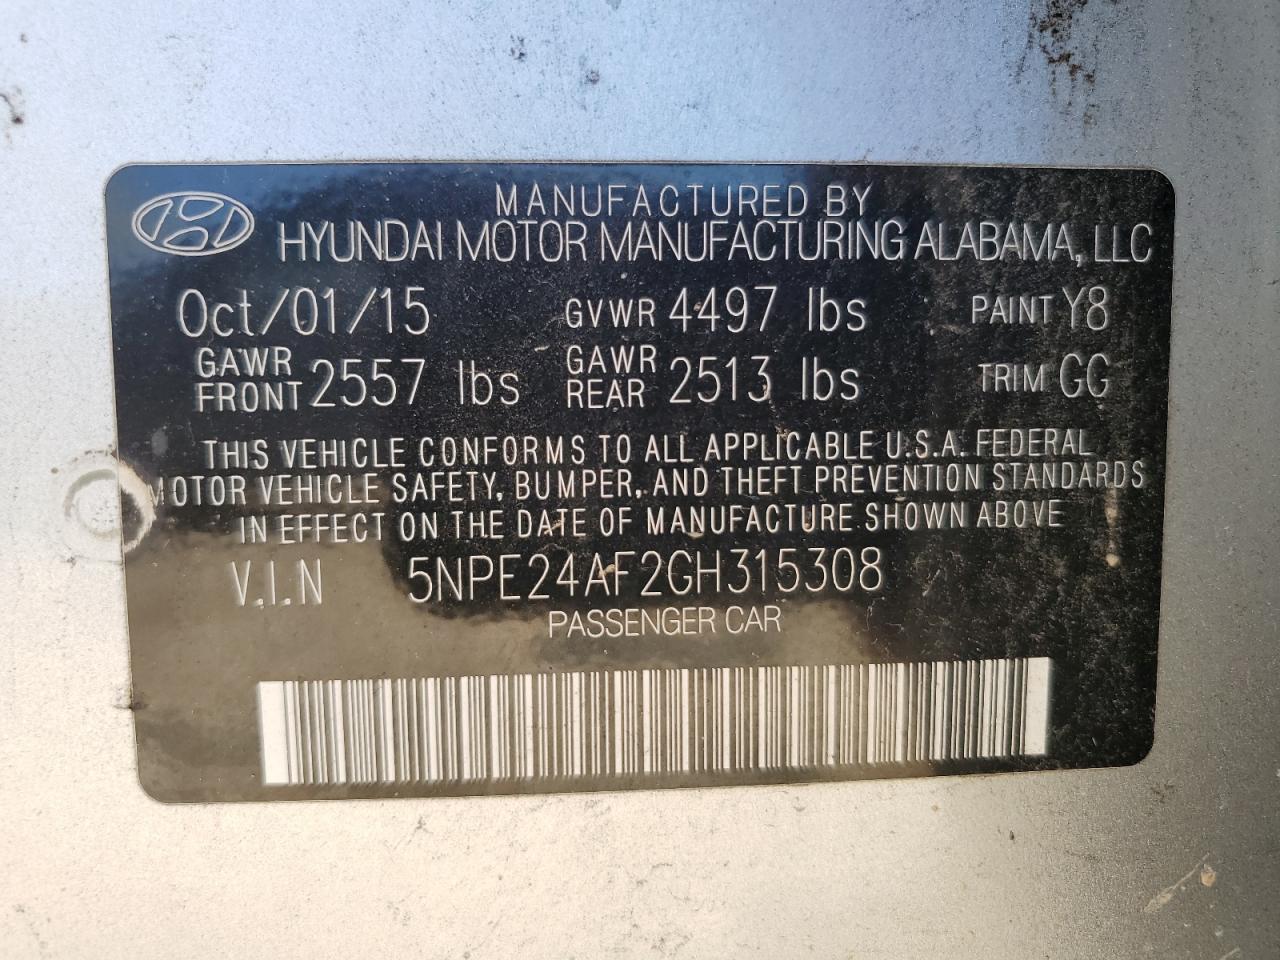 MANUFACTURED BY
HYUNDAI MOTOR MANUFACTURING ALABAMA, LLC
Oct/01/15 GVWR 4497 lbs PAINT Y8
GAWR FRONT 2557 lbs GAWR REAR 2513 lbs TRIM GG
THIS VEHICLE CONFORMS TO ALL APPLICABLE U.S.A. FEDERAL
MOTOR VEHICLE SAFETY, BUMPER, AND THEFT PREVENTION STANDARDS
IN EFFECT ON THE DATE OF MANUFACTURE SHOWN ABOVE
V.I.N 5NPE24AF2GH315308
PASSENGER CAR